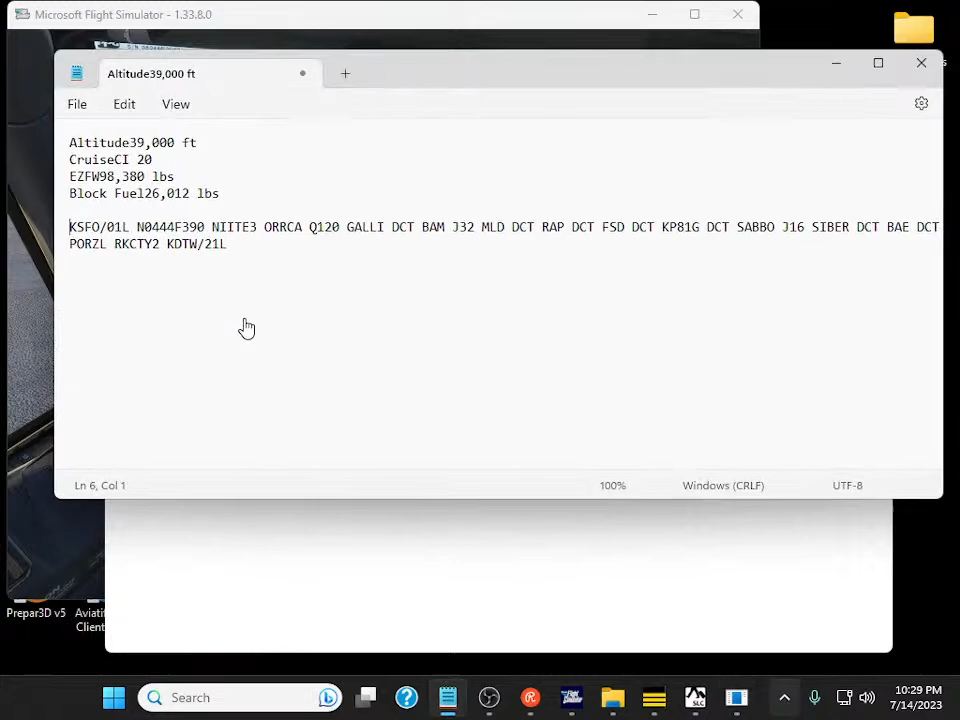 Microsoft Flight Simulator - 1.33.8.0
Altitude39,000 ft
File Edit View
Altitude39,000 ft
CruiseCI 20
EZFW98,380 lbs
Block Fuel26,012 lbs
KSFO/01L N0444F390 NIITE3 ORRCA Q120 GALLI DCT BAM J32 MLD DCT RAP DCT FSD DCT KP81G DCT SABBO J16 SIBER DCT BAE DCT
PORZL RKCTY2 KDTW/21L
Ln 6, Col 1 100% Windows (CRLF) UTF-8
Prepar3D v5
Client
Search
SLC
10:29 PM
7/14/2023